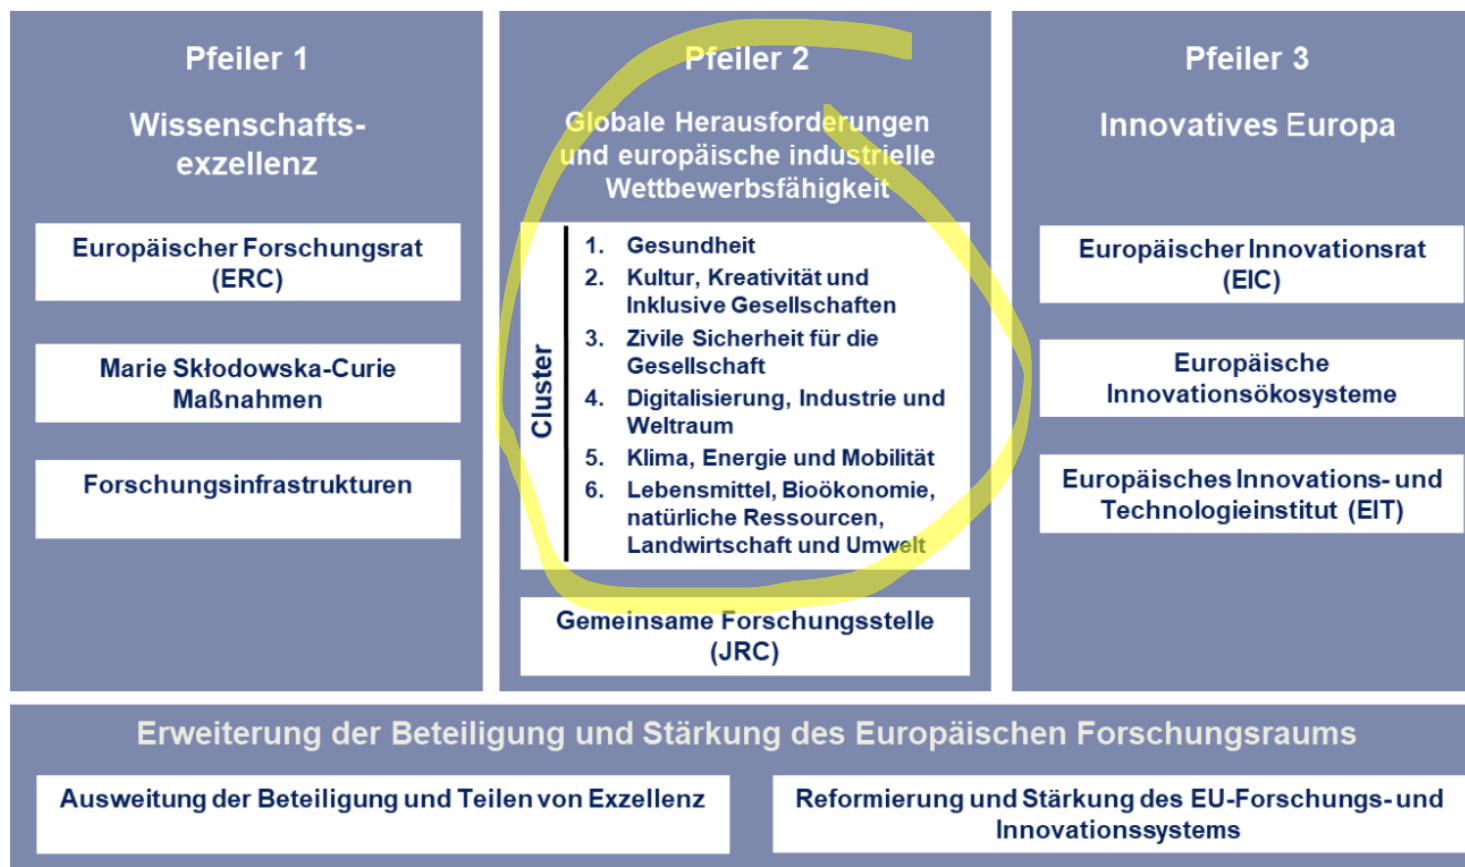 Pfeiler 1
Wissenschafts-
exzellenz
Europäischer Forschungsrat
(ERC)
Marie Skłodowska-Curie
Maßnahmen
Forschungsinfrastrukturen
Pfeiler 2
Globale Herausforderungen
und europäische industrielle
Wettbewerbsfähigkeit
Cluster
1. Gesundheit
2. Kultur, Kreativität und
Inklusive Gesellschaften
3. Zivile Sicherheit für die
Gesellschaft
4. Digitalisierung, Industrie und
Weltraum
5. Klima, Energie und Mobilität
6. Lebensmittel, Bioökonomie,
natürliche Ressourcen,
Landwirtschaft und Umwelt
Gemeinsame Forschungsstelle
(JRC)
Pfeiler 3
Innovatives Europa
Europäischer Innovationsrat
(EIC)
Europäische
Innovationsökosysteme
Europäisches Innovations- und
Technologieinstitut (EIT)
Erweiterung der Beteiligung und Stärkung des Europäischen Forschungsraums
Ausweitung der Beteiligung und Teilen von Exzellenz
Reformierung und Stärkung des EU-Forschungs- und
Innovationssystems